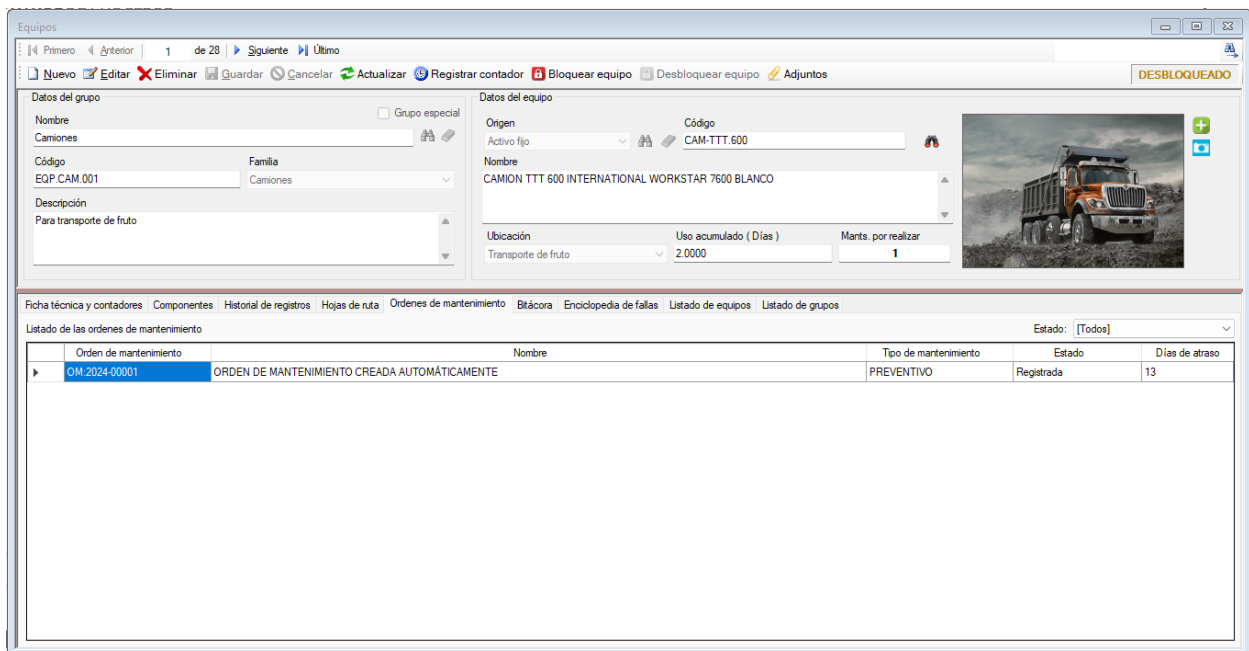 Equipos
Primero Anterior 1 de 28 Siguiente Último
Nuevo Editar Eliminar Guardar Cancelar Actualizar Registrar contador Bloquear equipo Desbloquear equipo Adjuntos DESBLOQUEADO
Datos del grupo
Grupo especial
Nombre
Camiones
Código Familia
EQP.CAM.001 Camiones
Descripción
Para transporte de fruto
Datos del equipo
Origen Código
Activo fijo CAM-TTT.600
Nombre
CAMION TTT 600 INTERNATIONAL WORKSTAR 7600 BLANCO
Ubicación Uso acumulado ( Días ) Mants. por realizar
Transporte de fruto 2.0000 1
Ficha técnica y contadores Componentes Historial de registros Hojas de ruta Ordenes de mantenimiento Bitácora Enciclopedia de fallas Listado de equipos Listado de grupos
Listado de las ordenes de mantenimiento Estado: [Todos]
Orden de mantenimiento Nombre Tipo de mantenimiento Estado Días de atraso
OM:2024-00001 ORDEN DE MANTENIMIENTO CREADA AUTOMÁTICAMENTE PREVENTIVO Registrada 13